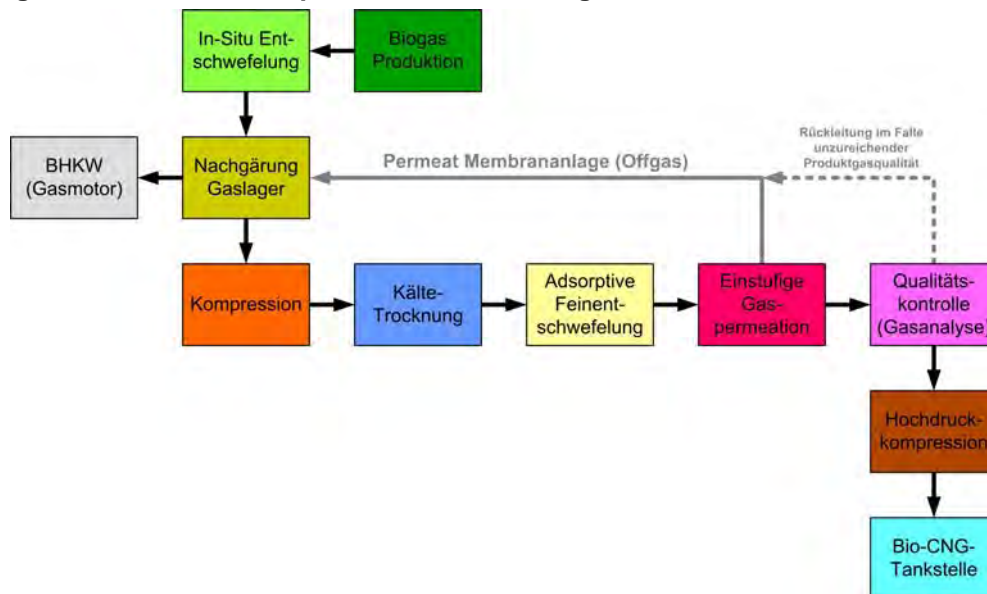 In-Situ Ent-
schwefelung
Biogas
Produktion
BHKW
(Gasmotor)
Nachgärung
Gaslager
Permeat Membrananlage (Offgas)
Rückleitung im Falle
unzureichender
Produktgasqualität
Kompression
Kälte-
Trocknung
Adsorptive
Feinent-
schwefelung
Einstufige
Gas-
permeation
Qualitäts-
kontrolle
(Gasanalyse)
Hochdruck-
kompression
Bio-CNG-
Tankstelle